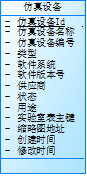 仿真设备
仿真设备Id
仿真设备名称
仿真设备编号
类型
软件系统
软件版本号
供应商
状态
用途
实验室表主键
缩略图地址
创建时间
修改时间